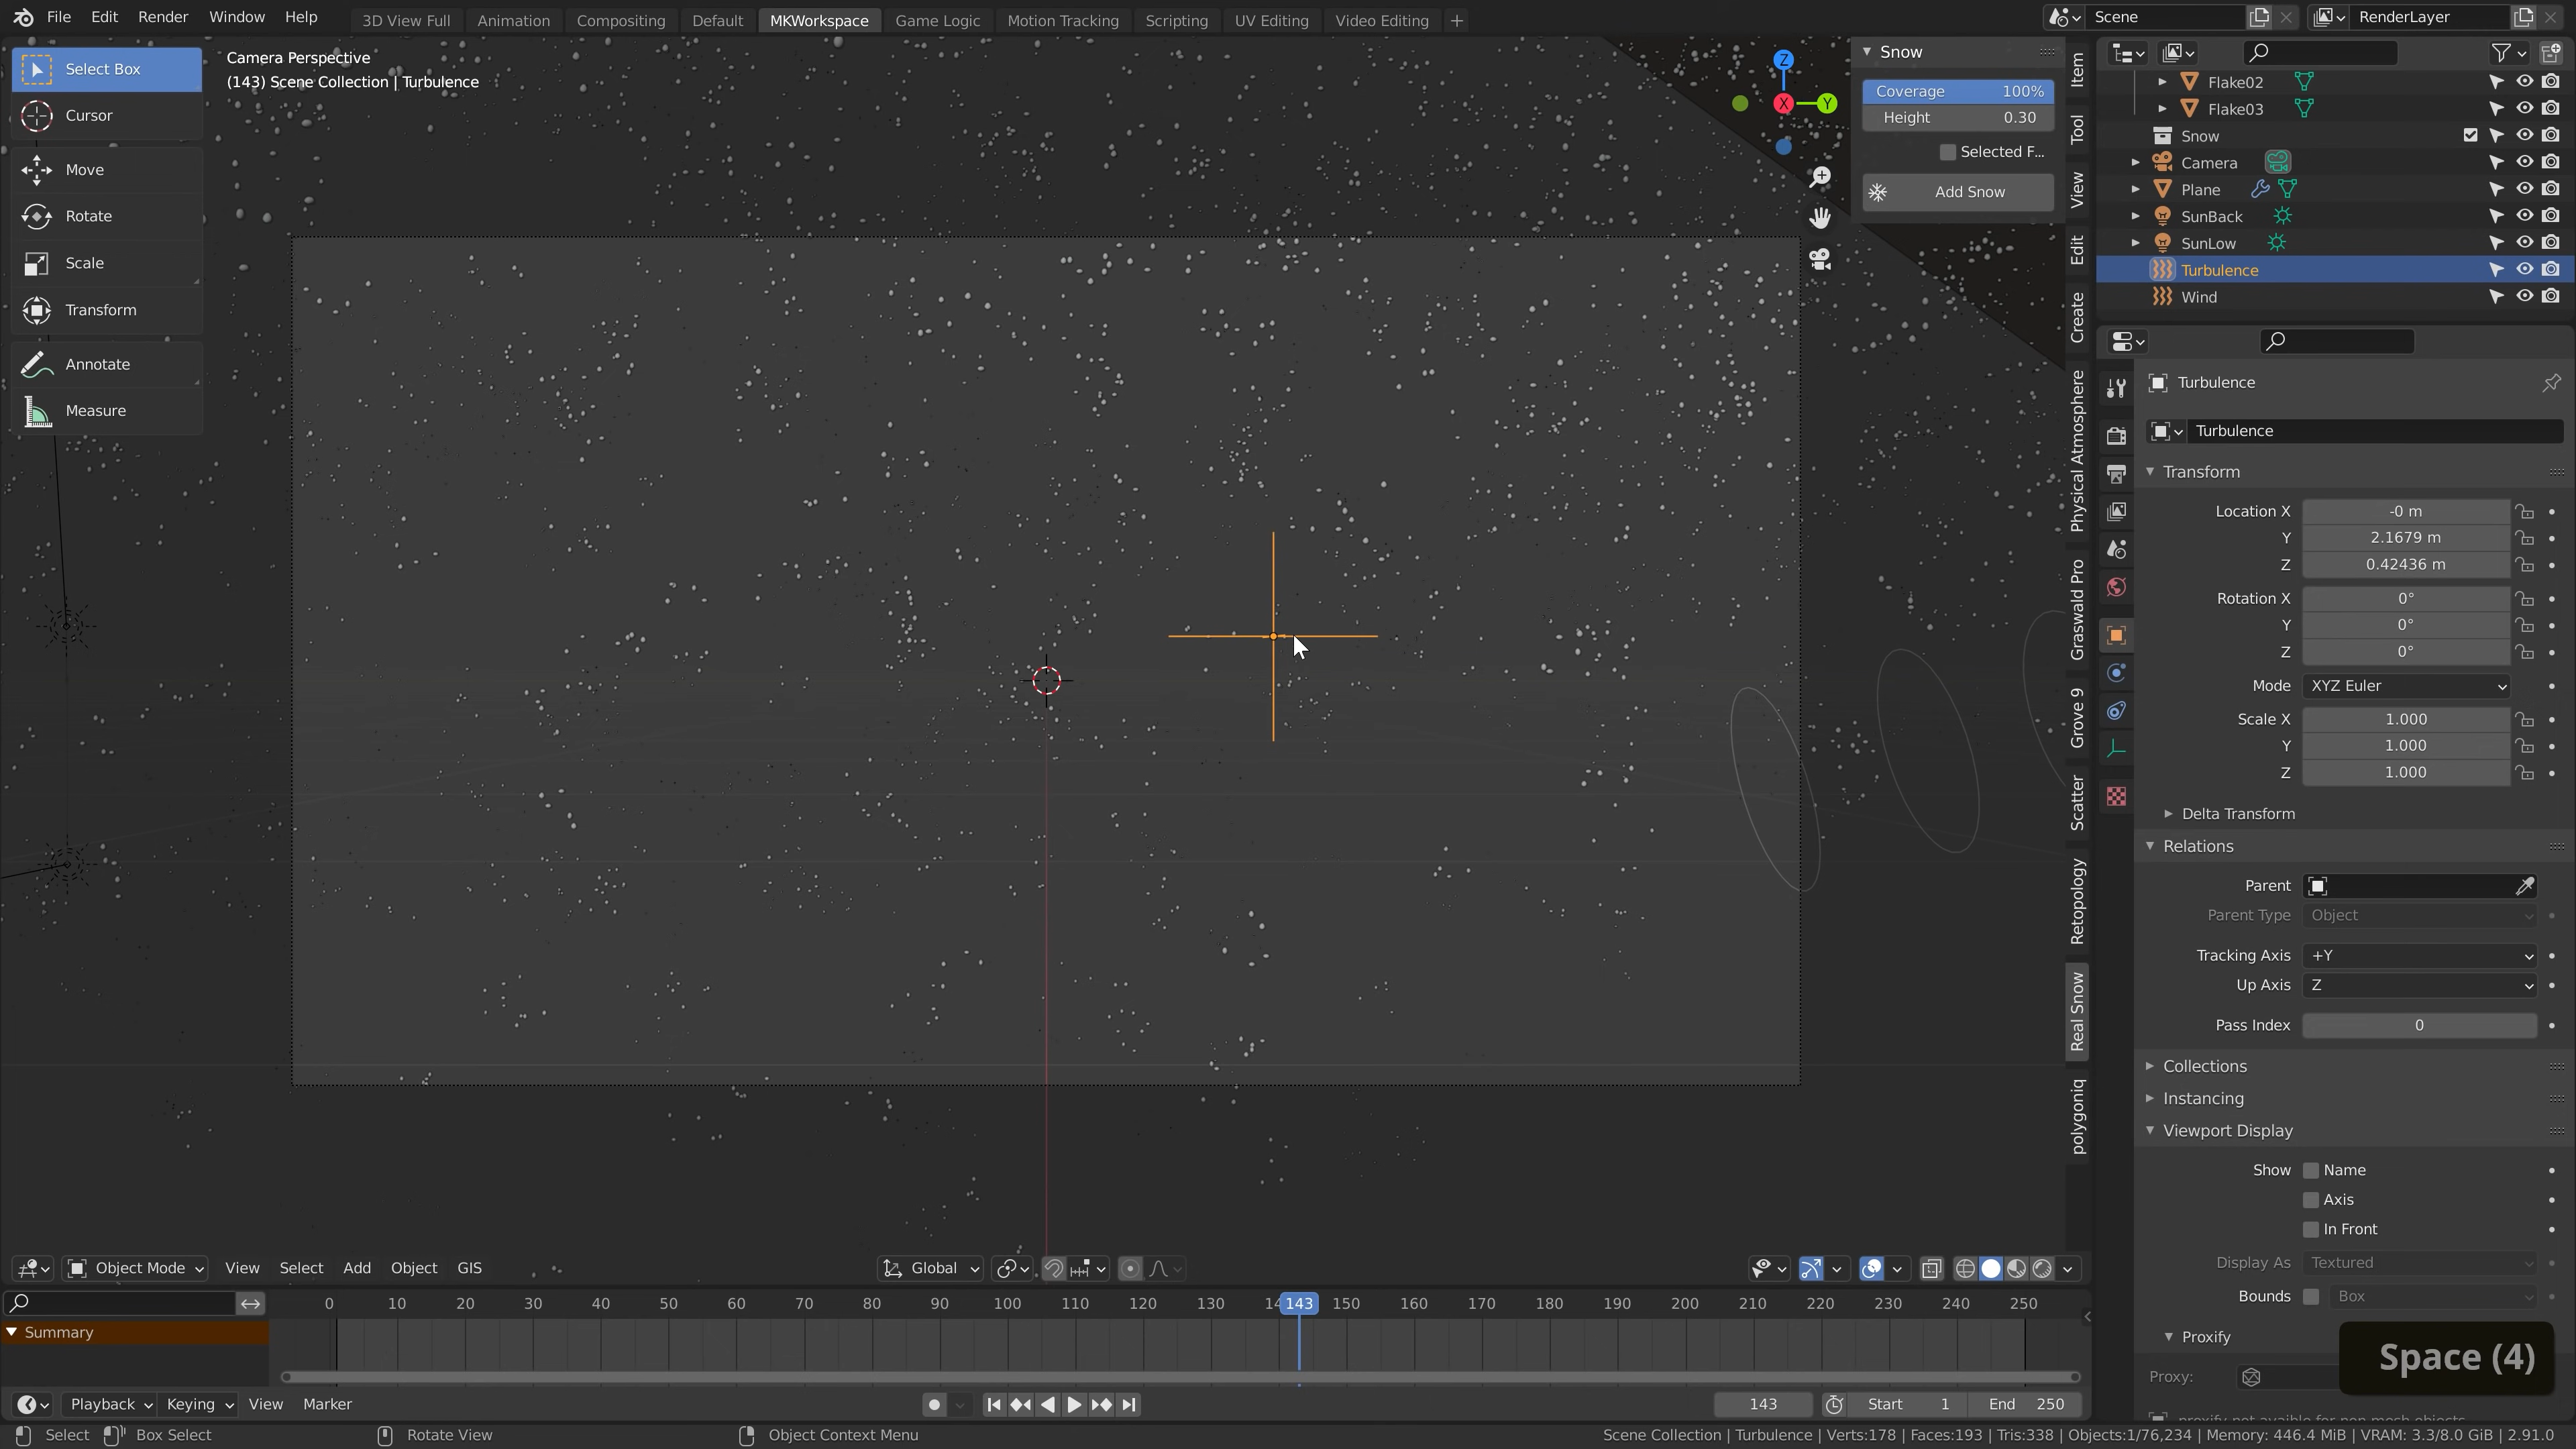 File Edit Render Window Help 3D View Full Animation Compositing Default MKWorkspace Game Logic Motion Tracking Scripting UV Editing Video Editing + Scene RenderLayer
Select Box
Cursor
Move
Rotate
Scale
Transform
Annotate
Measure
Camera Perspective
(143) Scene Collection | Turbulence
Z
X
Y
Snow
Coverage 100%
Height 0.30
Selected F...
Add Snow
Item
Tool
View
Edit
Create
Physical Atmosphere
Graswald Pro
Grove 9
Scatter
Retopology
Real Snow
polygoniq
Flake02
Flake03
Snow
Camera
Plane
SunBack
SunLow
Turbulence
Wind
Turbulence
Turbulence
Transform
Location X -0 m
Y 2.1679 m
Z 0.42436 m
Rotation X 0°
Y 0°
Z 0°
Mode XYZ Euler
Scale X 1.000
Y 1.000
Z 1.000
Delta Transform
Relations
Parent
Parent Type Object
Tracking Axis +Y
Up Axis Z
Pass Index 0
Collections
Instancing
Viewport Display
Show Name
Axis
In Front
Display As Textured
Bounds Box
Proxify
Proxy:
Space (4)
Object Mode View Select Add Object GIS Global
0 10 20 30 40 50 60 70 80 90 100 110 120 130 14 143 150 160 170 180 190 200 210 220 230 240 250
Summary
Playback Keying View Marker 143 Start 1 End 250
Select Box Select Rotate View Object Context Menu Scene Collection | Turbulence | Verts:178 | Faces:193 | Tris:338 | Objects:1/76,234 | Memory: 446.4 MiB | VRAM: 3.3/8.0 GiB | 2.91.0